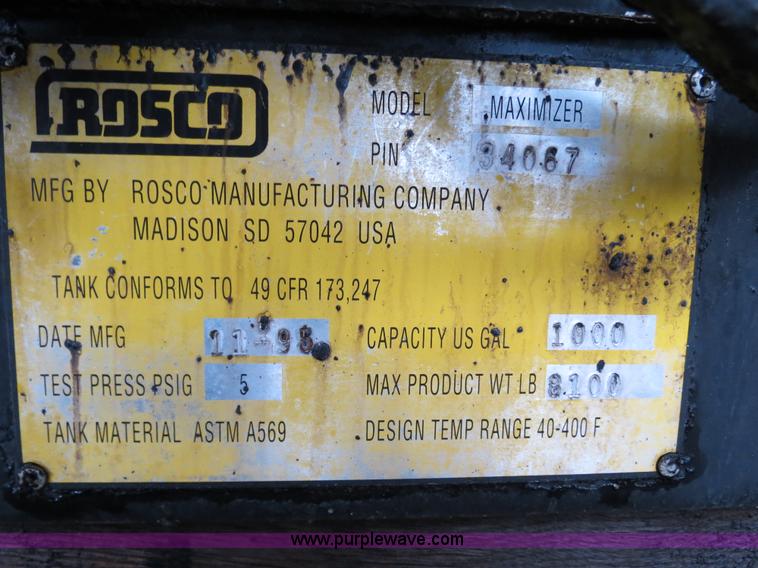 ROSCO
MODEL MAXIMIZER
PIN 34067
MFG BY ROSCO MANUFACTURING COMPANY
MADISON SD 57042 USA
TANK CONFORMS TO 49 CFR 173,247
DATE MFG 11-98 CAPACITY US GAL 1000
TEST PRESS PSIG 5 MAX PRODUCT WT LB 8100
TANK MATERIAL ASTM A569 DESIGN TEMP RANGE 40-400 F
www.purplewave.com